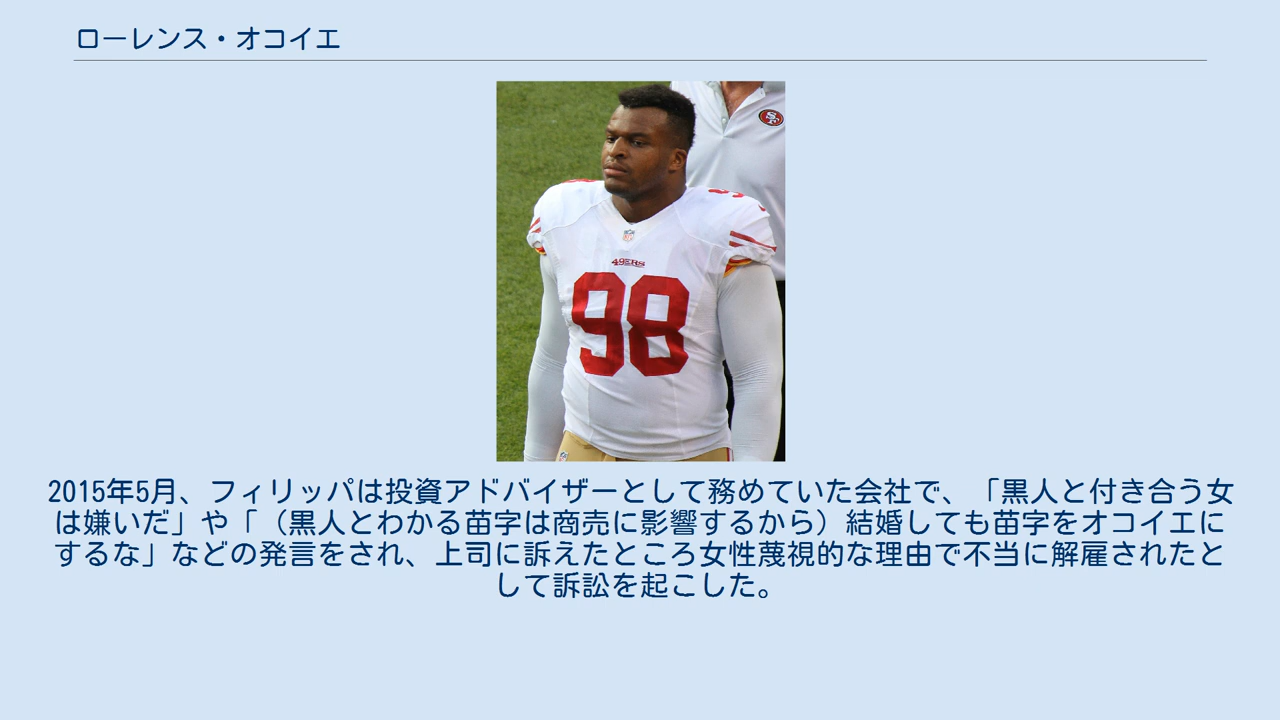 ローレンス・オコイエ
49ERS
98
2015年5月、フィリッパは投資アドバイザーとして務めていた会社で、「黒人と付き合う女
は嫌いだ」や「（黒人とわかる苗字は商売に影響するから）結婚しても苗字をオコイエに
するな」などの発言をされ、上司に訴えたところ女性蔑視的な理由で不当に解雇されたと
して訴訟を起こした。